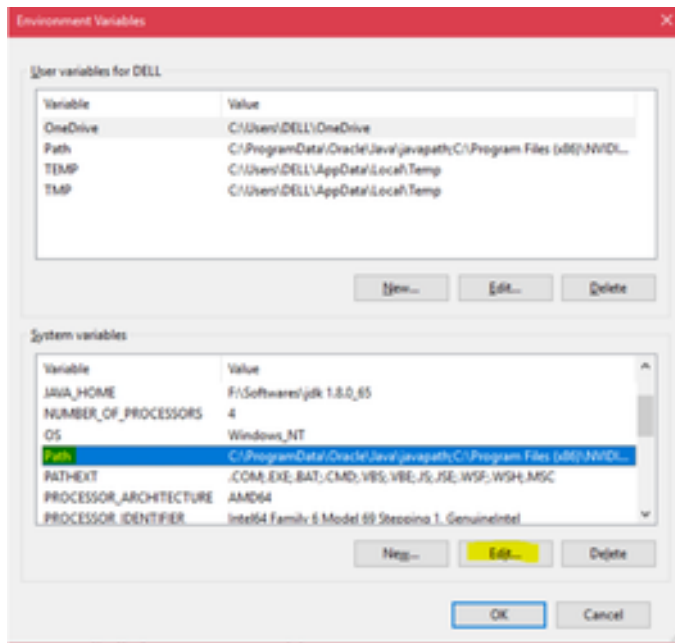 Environment Variables
User variables for DELL
Variable Value
OneDrive C:\Users\DELL\OneDrive
Path C:\ProgramData\Oracle\Java\javapath;C:\Program Files (x86)\NVIDI...
TEMP C:\Users\DELL\AppData\Local\Temp
TMP C:\Users\DELL\AppData\Local\Temp
New... Edit... Delete
System variables
Variable Value
JAVA_HOME F:\Softwares\jdk 1.8.0_65
NUMBER_OF_PROCESSORS 4
OS Windows_NT
Path C:\ProgramData\Oracle\Java\javapath;C:\Program Files (x86)\NVIDI...
PATHEXT .COM;.EXE;.BAT;.CMD;.VBS;.VBE;.JS;.JSE;.WSF;.WSH;.MSC
PROCESSOR_ARCHITECTURE AMD64
PROCESSOR_IDENTIFIER Intel64 Family 6 Model 69 Stepping 1, GenuineIntel
New... Edit... Delete
OK Cancel